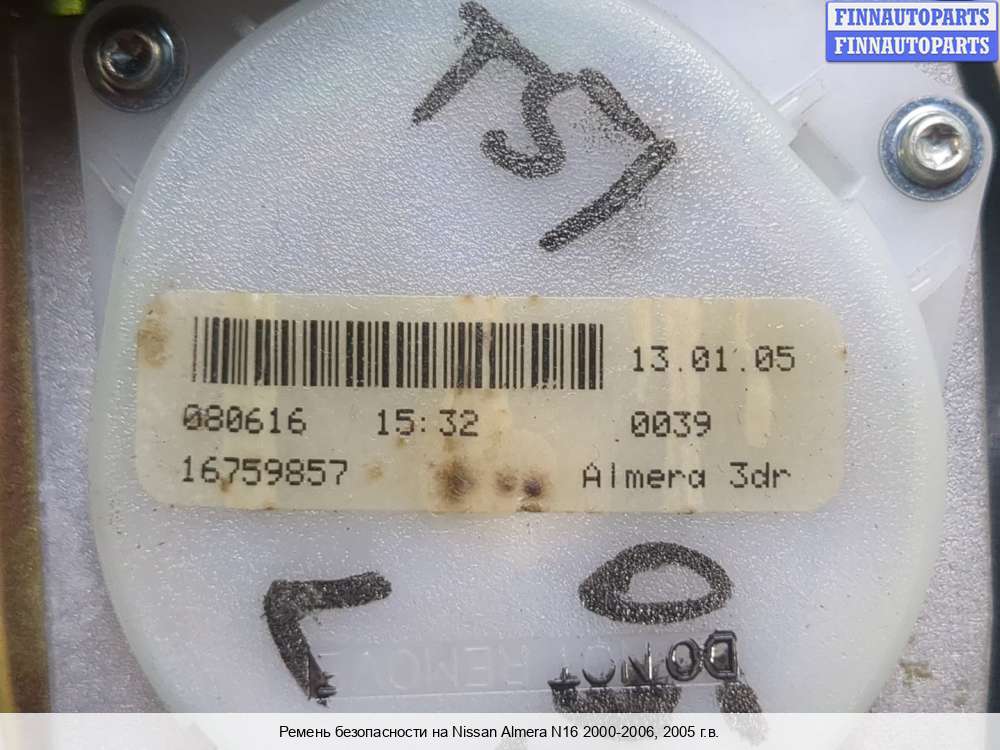 FINNAUTOPARTS
FINNAUTOPARTS
13.01.05
080616 15:32 0039
16759857 Almera 3dr
L
DO NOT REMOVE
Ремень безопасности на Nissan Almera N16 2000-2006, 2005 г.в.